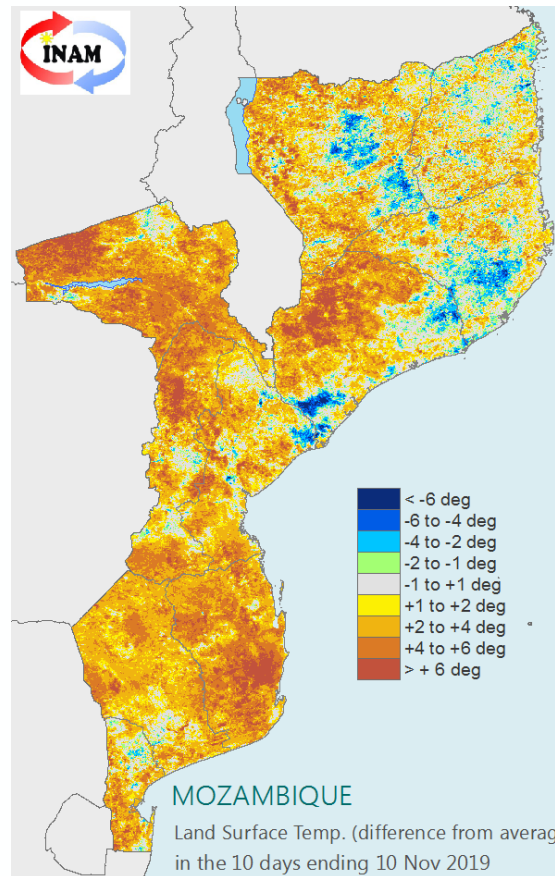 INAM
< -6 deg
-6 to -4 deg
-4 to -2 deg
-2 to -1 deg
-1 to +1 deg
+1 to +2 deg
+2 to +4 deg
+4 to +6 deg
> + 6 deg
MOZAMBIQUE
Land Surface Temp. (difference from averag
in the 10 days ending 10 Nov 2019